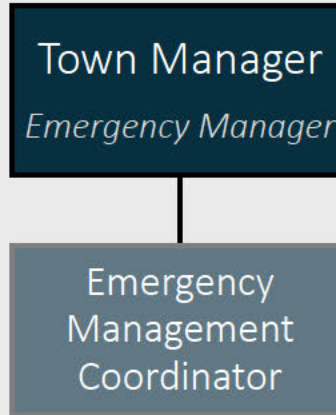 Town Manager
Emergency Manager
Emergency
Management
Coordinator